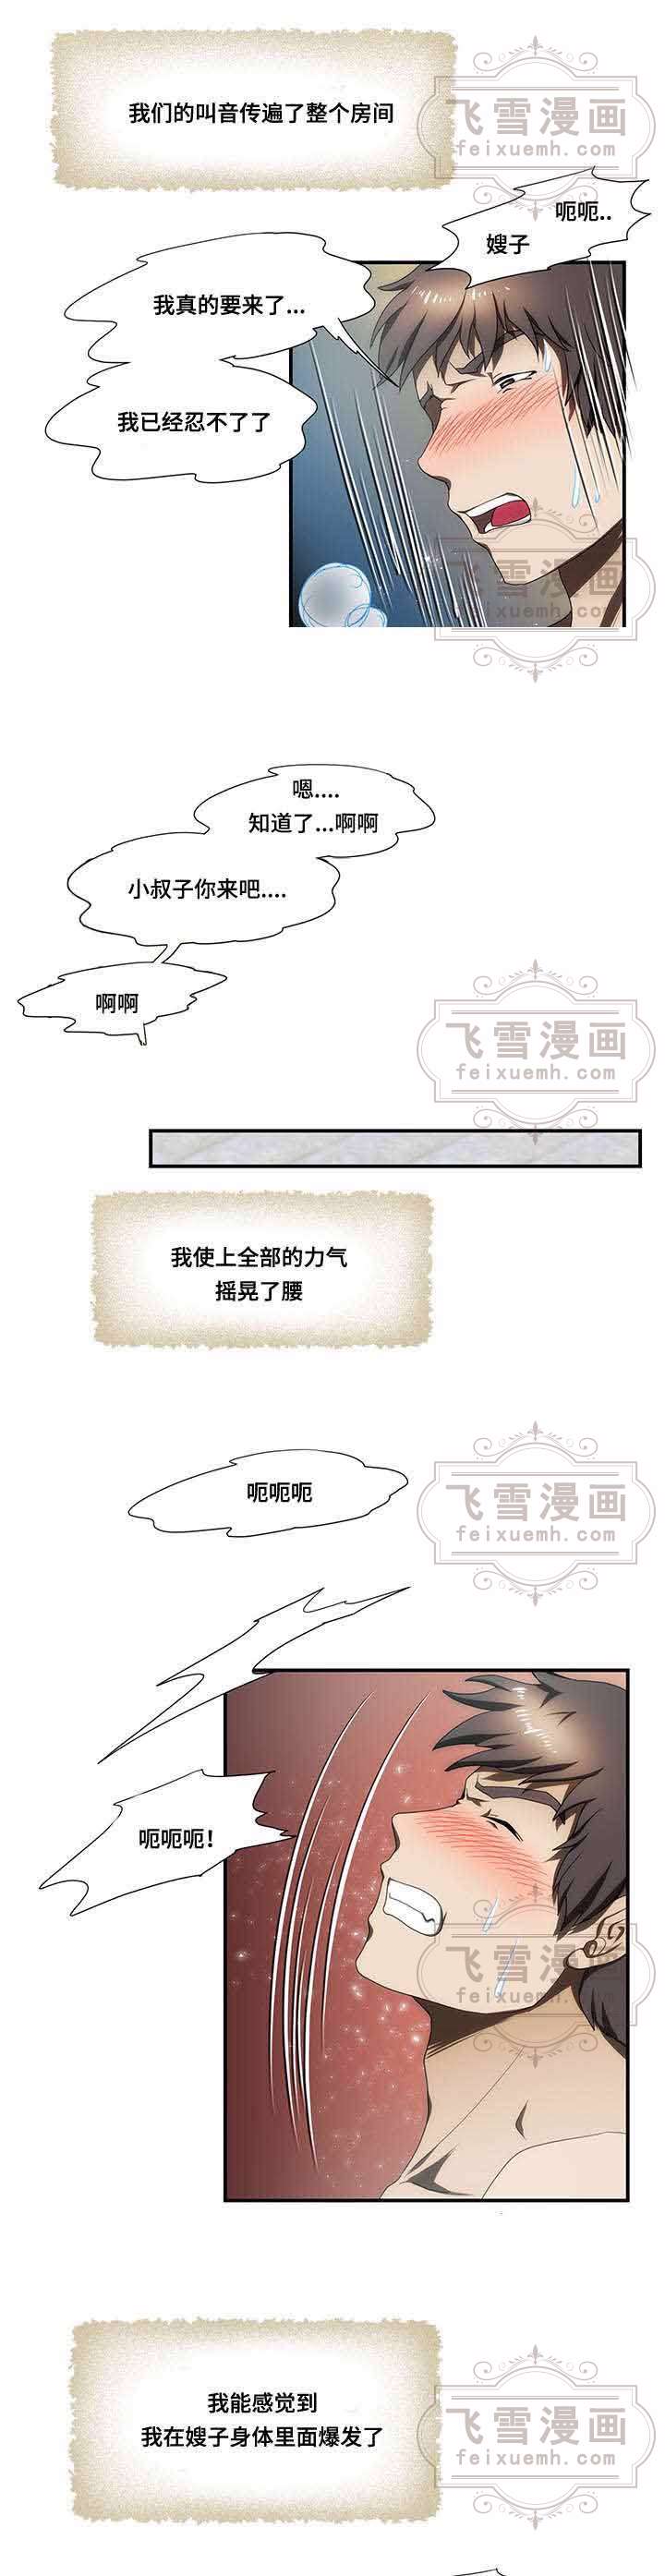 我们的叫音传遍了整个房间
飞雪漫画
feixuemh.com
呃呃..
嫂子
我真的要来了...
我已经忍不了了
飞雪漫画
feixuemh.com
嗯....
知道了...啊啊
小叔子你来吧....
啊啊
飞雪漫画
feixuemh.com
我使上全部的力气
摇晃了腰
呃呃呃
飞雪漫画
feixuemh.com
呃呃呃!
飞雪漫画
feixuemh.com
我能感觉到
我在嫂子身体里面爆发了
飞雪漫画
feixuemh.com